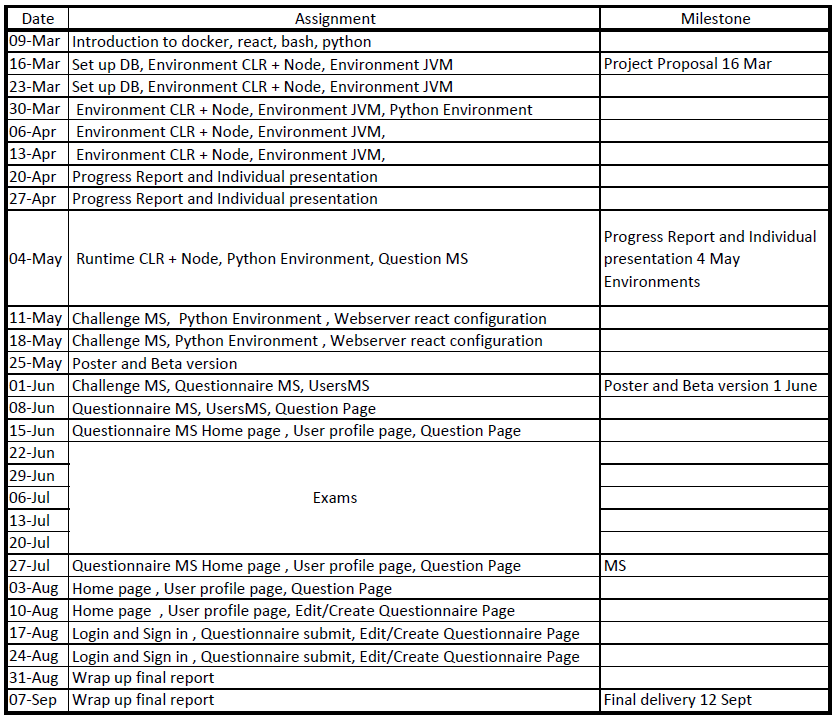 Date Assignment Milestone
09-Mar Introduction to docker, react, bash, python
16-Mar Set up DB, Environment CLR + Node, Environment JVM Project Proposal 16 Mar
23-Mar Set up DB, Environment CLR + Node, Environment JVM
30-Mar Environment CLR + Node, Environment JVM, Python Environment
06-Apr Environment CLR + Node, Environment JVM,
13-Apr Environment CLR + Node, Environment JVM,
20-Apr Progress Report and Individual presentation
27-Apr Progress Report and Individual presentation
04-May Runtime CLR + Node, Python Environment, Question MS Progress Report and Individual
presentation 4 May
Environments
11-May Challenge MS,  Python Environment , Webserver react configuration
18-May Challenge MS, Python Environment , Webserver react configuration
25-May Poster and Beta version
01-Jun Challenge MS, Questionnaire MS, UsersMS Poster and Beta version 1 June
08-Jun Questionnaire MS, UsersMS, Question Page
15-Jun Questionnaire MS Home page , User profile page, Question Page
22-Jun
29-Jun
06-Jul Exams
13-Jul
20-Jul
27-Jul Questionnaire MS Home page , User profile page, Question Page MS
03-Aug Home page , User profile page, Question Page
10-Aug Home page  , User profile page, Edit/Create Questionnaire Page
17-Aug Login and Sign in , Questionnaire submit, Edit/Create Questionnaire Page
24-Aug Login and Sign in , Questionnaire submit, Edit/Create Questionnaire Page
31-Aug Wrap up final report
07-Sep Wrap up final report Final delivery 12 Sept